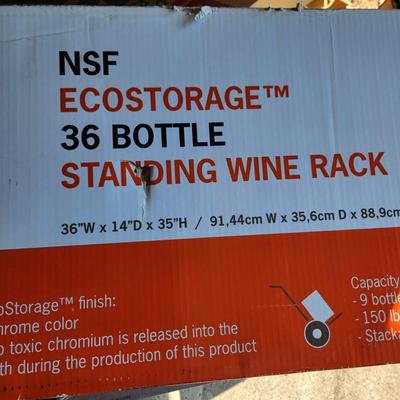 NSF
ECOSTORAGE™
36 BOTTLE
STANDING WINE RACK
36"W x 14"D x 35"H / 91,44cm W x 35,6cm D x 88,9cm
oStorage™ finish:
hrome color
o toxic chromium is released into the
th during the production of this product
Capacity
- 9 bottle
- 150 lb
- Stacka